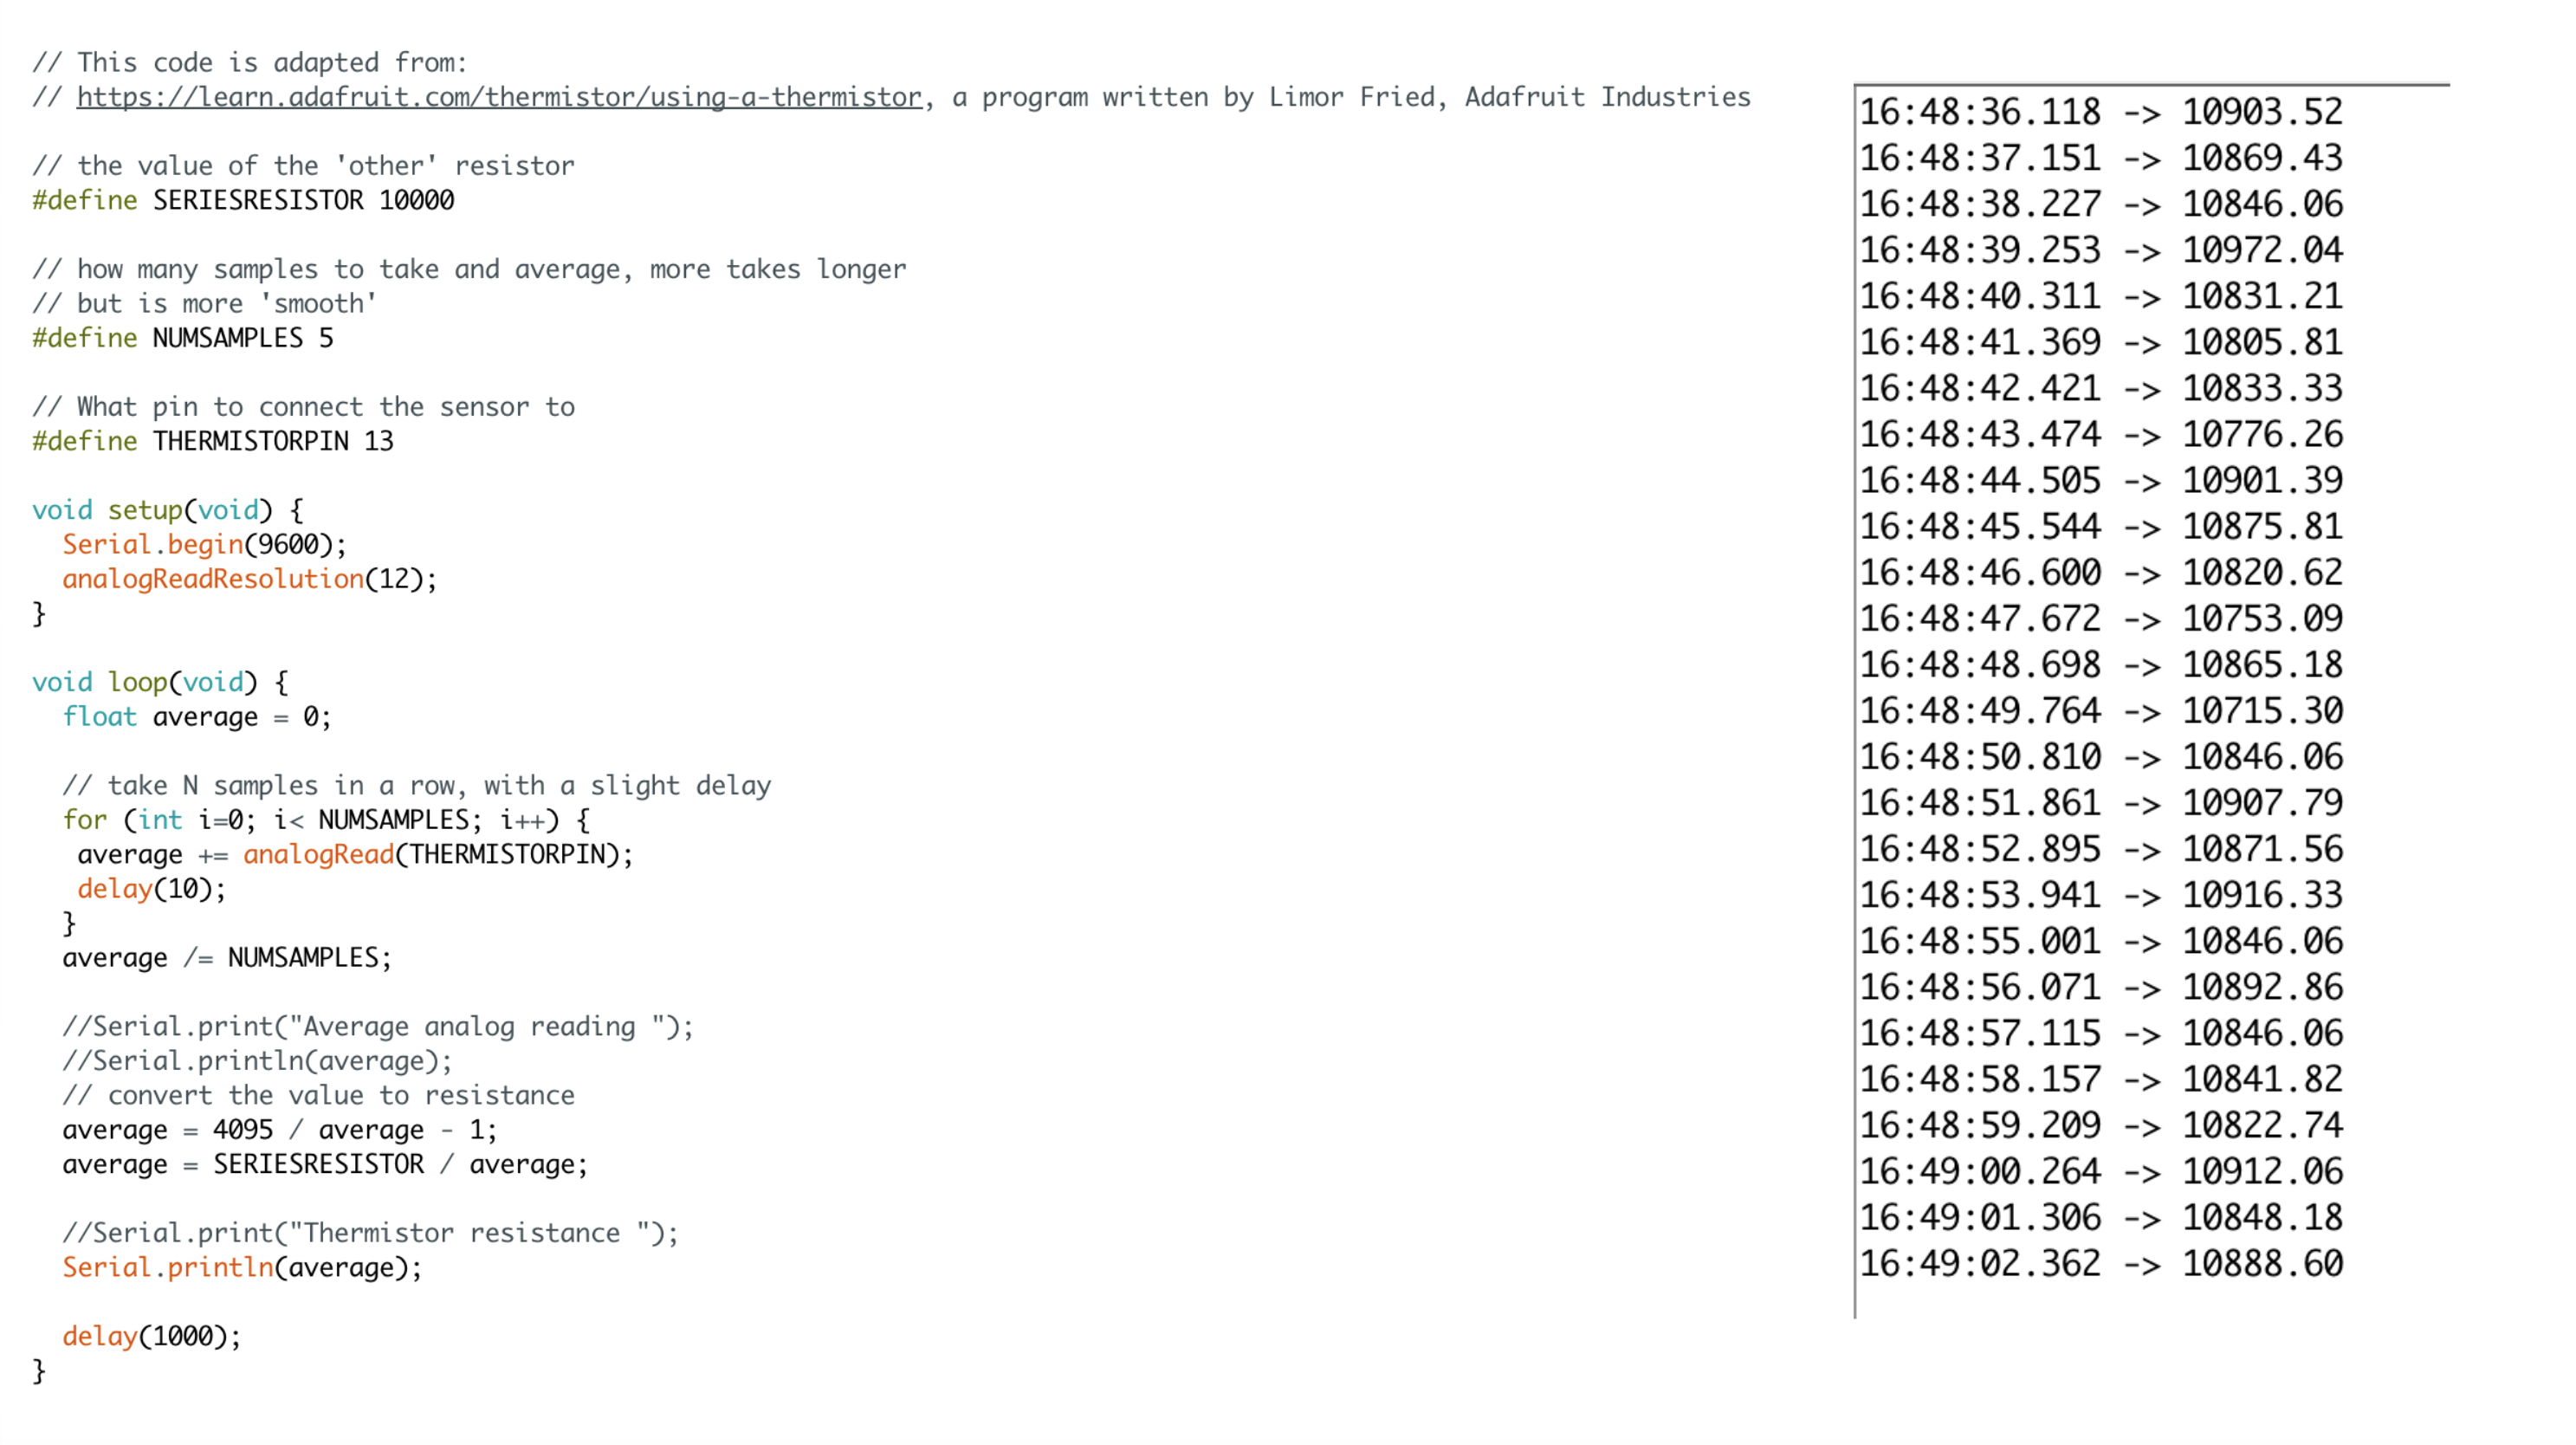 // This code is adapted from:
// https://learn.adafruit.com/thermistor/using-a-thermistor, a program written by Limor Fried, Adafruit Industries
// the value of the 'other' resistor
#define SERIESRESISTOR 10000
// how many samples to take and average, more takes longer
// but is more 'smooth'
#define NUMSAMPLES 5
// What pin to connect the sensor to
#define THERMISTORPIN 13
void setup(void) {
Serial.begin(9600);
analogReadResolution(12);
}
void loop(void) {
float average = 0;
// take N samples in a row, with a slight delay
for (int i=0; i< NUMSAMPLES; i++) {
average += analogRead(THERMISTORPIN);
delay(10);
}
average /= NUMSAMPLES;
//Serial.print("Average analog reading ");
//Serial.println(average);
// convert the value to resistance
average = 4095 / average - 1;
average = SERIESRESISTOR / average;
//Serial.print("Thermistor resistance ");
Serial.println(average);
delay(1000);
}
16:48:36.118 -> 10903.52
16:48:37.151 -> 10869.43
16:48:38.227 -> 10846.06
16:48:39.253 -> 10972.04
16:48:40.311 -> 10831.21
16:48:41.369 -> 10805.81
16:48:42.421 -> 10833.33
16:48:43.474 -> 10776.26
16:48:44.505 -> 10901.39
16:48:45.544 -> 10875.81
16:48:46.600 -> 10820.62
16:48:47.672 -> 10753.09
16:48:48.698 -> 10865.18
16:48:49.764 -> 10715.30
16:48:50.810 -> 10846.06
16:48:51.861 -> 10907.79
16:48:52.895 -> 10871.56
16:48:53.941 -> 10916.33
16:48:55.001 -> 10846.06
16:48:56.071 -> 10892.86
16:48:57.115 -> 10846.06
16:48:58.157 -> 10841.82
16:48:59.209 -> 10822.74
16:49:00.264 -> 10912.06
16:49:01.306 -> 10848.18
16:49:02.362 -> 10888.60